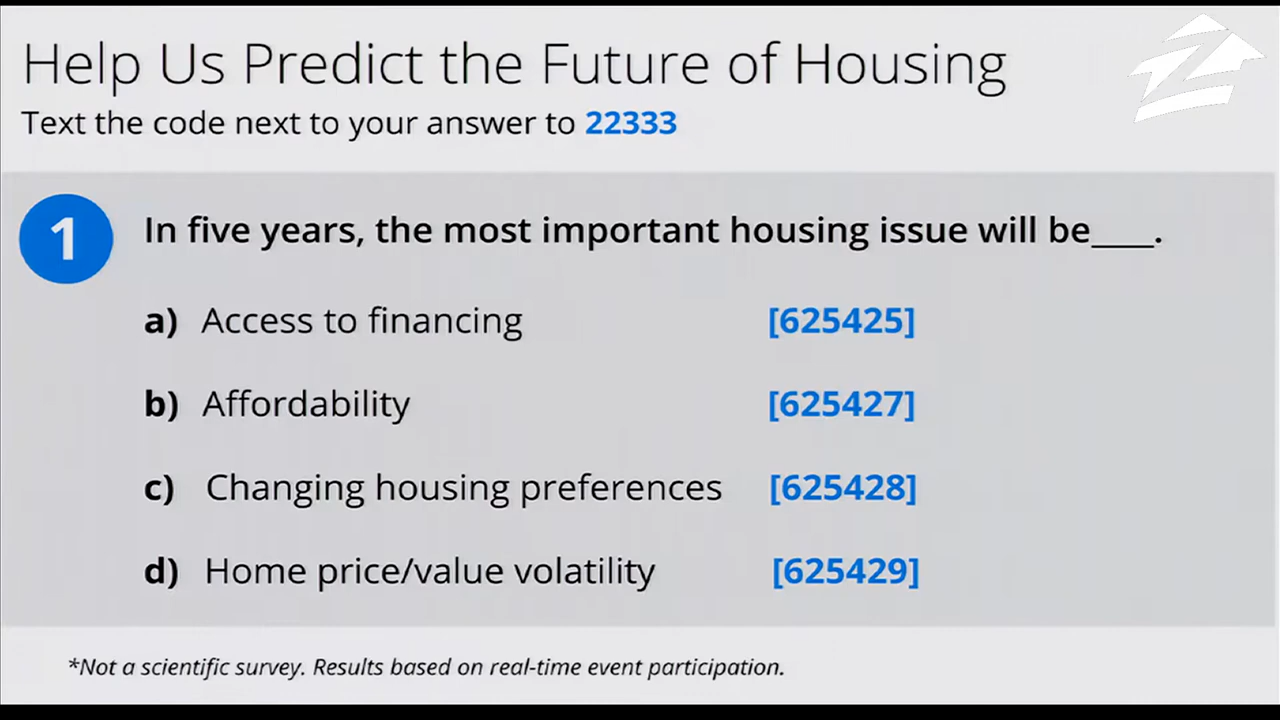 Help Us Predict the Future of Housing
Text the code next to your answer to 22333
1 In five years, the most important housing issue will be____.
a) Access to financing [625425]
b) Affordability [625427]
c) Changing housing preferences [625428]
d) Home price/value volatility [625429]
*Not a scientific survey. Results based on real-time event participation.